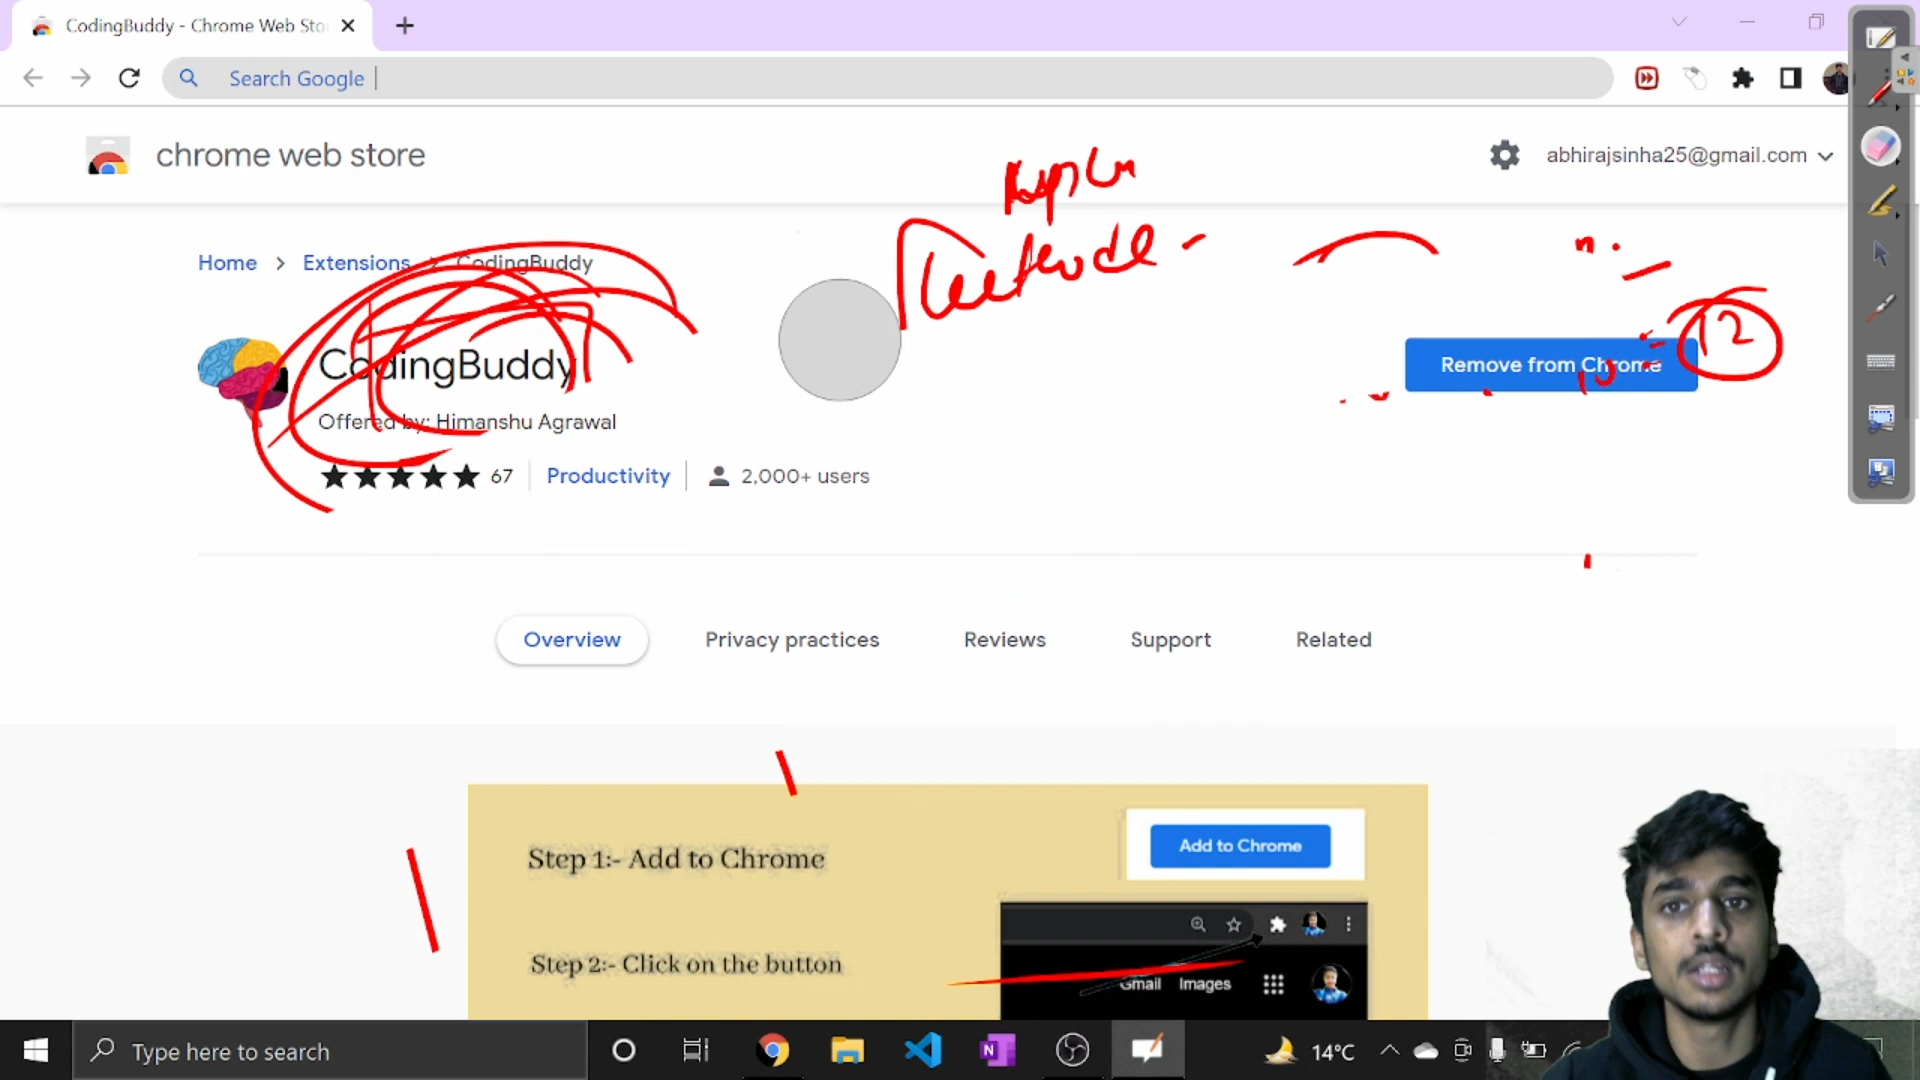 CodingBuddy - Chrome Web Sto
Search Google
chrome web store
abhirajsinha25@gmail.com
Leetcode -
Home > Extensions > CodingBuddy
12
CodingBuddy
Remove from Chrome
Offered by: Himanshu Agrawal
67 Productivity 2,000+ users
Overview Privacy practices Reviews Support Related
Step 1:- Add to Chrome
Add to Chrome
Step 2:- Click on the button
Gmail Images
Type here to search
N
14°C